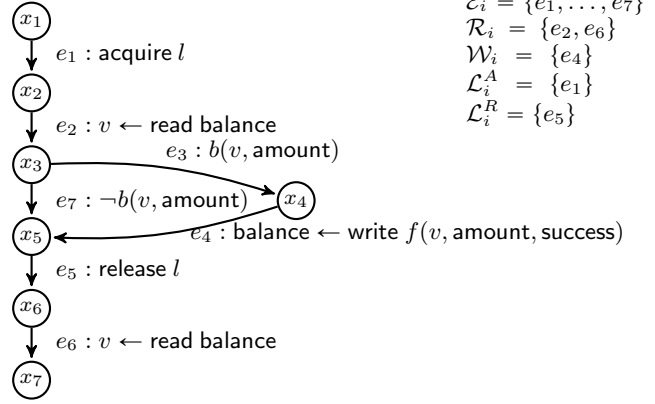 x₁
e₁ : acquire l
x₂
e₂ : v ← read balance
x₃
e₃ : b(v, amount)
e₇ : ¬b(v, amount)
x₄
x₅
e₄ : balance ← write f(v, amount, success)
e₅ : release l
x₆
e₆ : v ← read balance
x₇
ℰᵢ = {e₁, …, e₇}
ℛᵢ = {e₂, e₆}
𝒲ᵢ = {e₄}
ℒᵢᴬ = {e₁}
ℒᵢᴿ = {e₅}